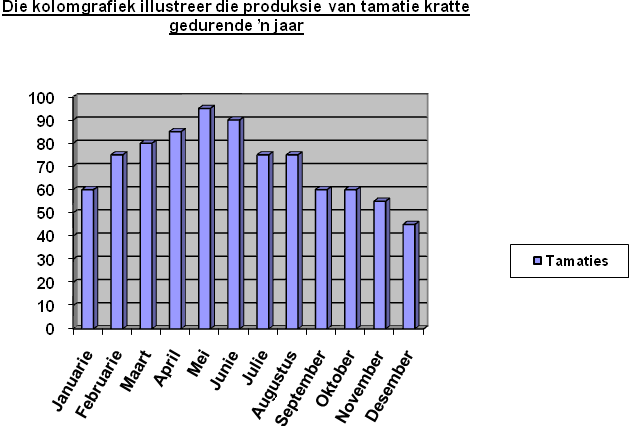 Die kolomgrafiek illustreer die produksie van tamatie kratte
gedurende 'n jaar
100
90
80
70
60
50
40
30
20
10
0
Januarie
Februarie
Maart
April
Mei
Junie
Julie
Augustus
September
Oktober
November
Desember
Tamaties